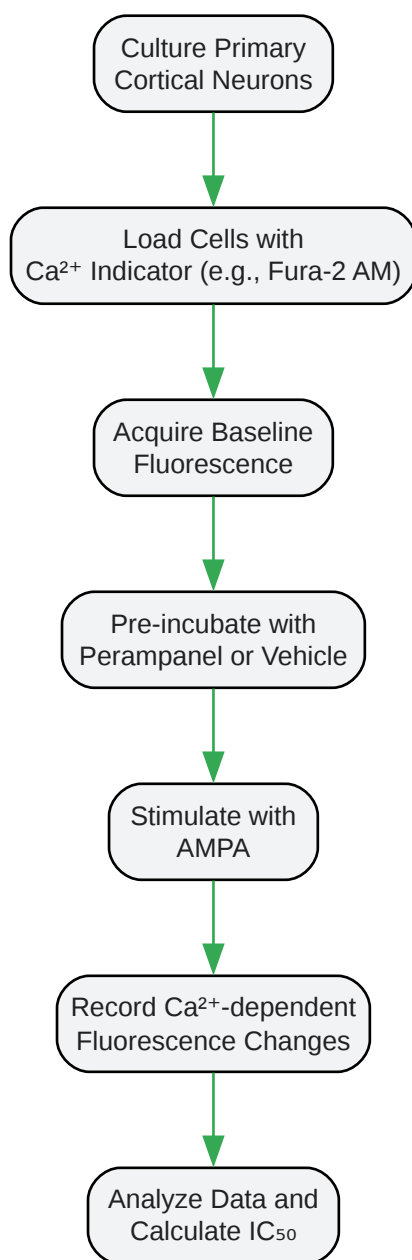 Culture Primary
Cortical Neurons
Load Cells with
Ca²⁺ Indicator (e.g., Fura-2 AM)
Acquire Baseline
Fluorescence
Pre-incubate with
Perampanel or Vehicle
Stimulate with
AMPA
Record Ca²⁺-dependent
Fluorescence Changes
Analyze Data and
Calculate IC₅₀